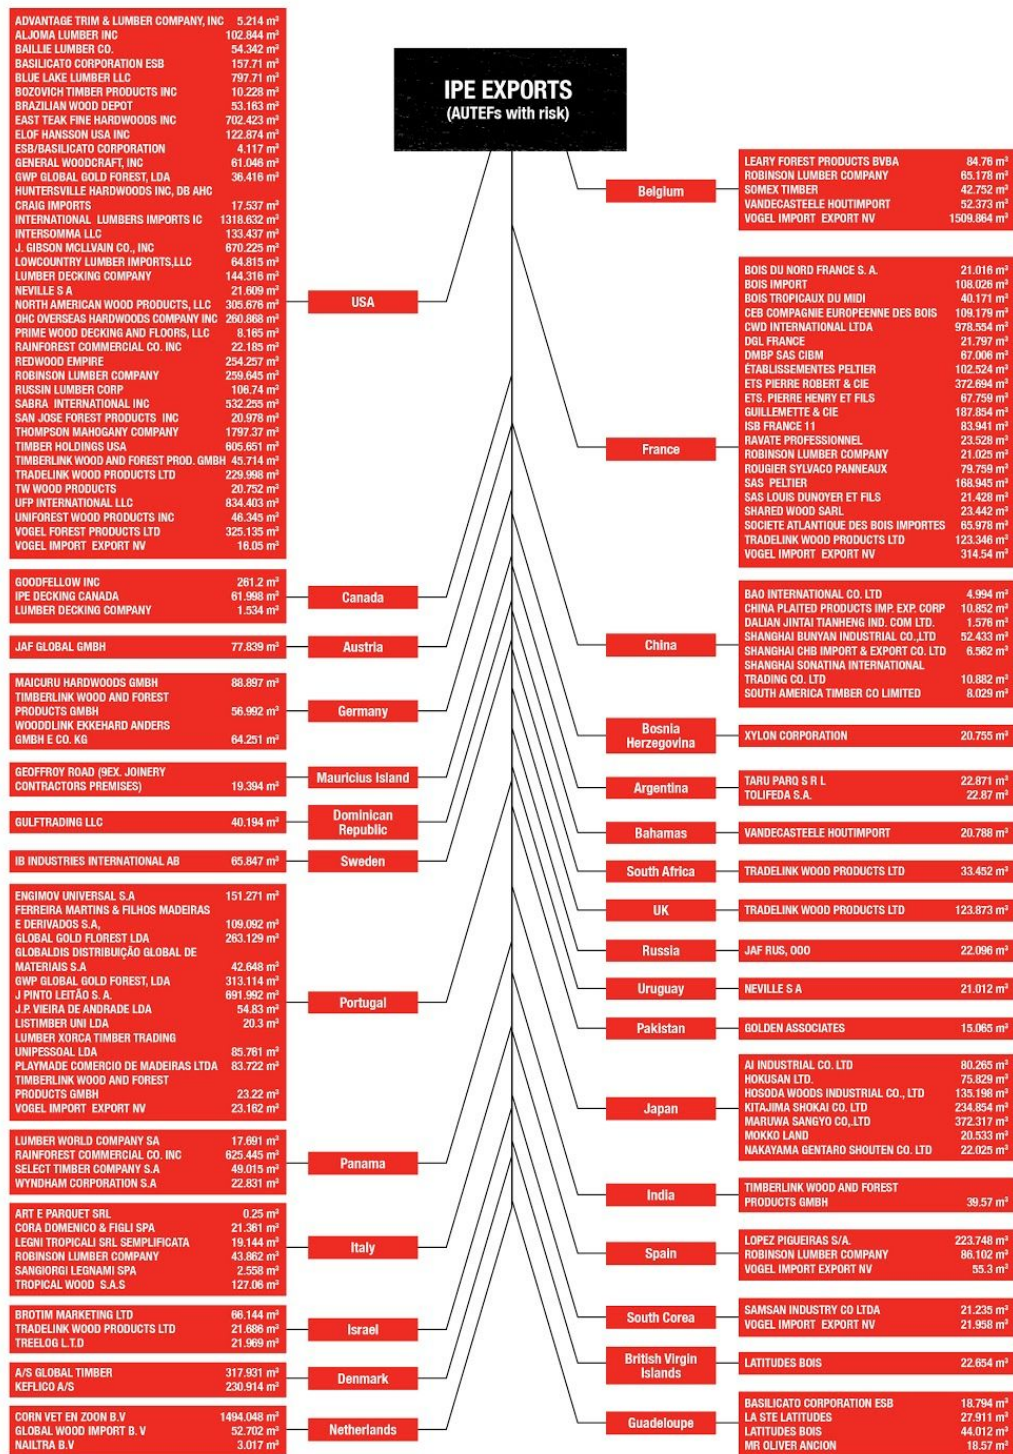 IPE EXPORTS
(AUTEFs with risk)
ADVANTAGE TRIM & LUMBER COMPANY, INC 5.214 m³
ALJOMA LUMBER INC 102.844 m³
BAILLIE LUMBER CO. 54.342 m³
BASILICATO CORPORATION ESB 157.71 m³
BLUE LAKE LUMBER LLC 797.71 m³
BOZOVICH TIMBER PRODUCTS INC 10.228 m³
BRAZILIAN WOOD DEPOT 53.163 m³
EAST TEAK FINE HARDWOODS INC 702.423 m³
ELOF HANSSON USA INC 122.874 m³
ESB/BASILICATO CORPORATION 4.117 m³
GENERAL WOODCRAFT, INC 61.046 m³
GWP GLOBAL GOLD FOREST, LDA 36.416 m³
HUNTERSVILLE HARDWOODS INC, DB AHC
CRAIG IMPORTS 17.537 m³
INTERNATIONAL LUMBERS IMPORTS IC 1318.632 m³
INTERSOMMA LLC 133.437 m³
J. GIBSON MCLLVAIN CO., INC 670.225 m³
LOWCOUNTRY LUMBER IMPORTS,LLC 64.815 m³
LUMBER DECKING COMPANY 144.316 m³
NEVILLE S A 21.609 m³
NORTH AMERICAN WOOD PRODUCTS, LLC 305.676 m³
OHC OVERSEAS HARDWOODS COMPANY INC 260.868 m³
PRIME WOOD DECKING AND FLOORS, LLC 8.165 m³
RAINFOREST COMMERCIAL CO. INC 22.185 m³
REDWOOD EMPIRE 254.257 m³
ROBINSON LUMBER COMPANY 259.645 m³
RUSSIN LUMBER CORP 106.74 m³
SABRA INTERNATIONAL INC 532.255 m³
SAN JOSE FOREST PRODUCTS INC 20.978 m³
THOMPSON MAHOGANY COMPANY 1797.37 m³
TIMBER HOLDINGS USA 605.651 m³
TIMBERLINK WOOD AND FOREST PROD. GMBH 45.714 m³
TRADELINK WOOD PRODUCTS LTD 229.998 m³
TW WOOD PRODUCTS 20.752 m³
UFP INTERNATIONAL LLC 834.403 m³
UNIFOREST WOOD PRODUCTS INC 46.345 m³
VOGEL FOREST PRODUCTS LTD 325.135 m³
VOGEL IMPORT EXPORT NV 16.05 m³
USA
GOODFELLOW INC 261.2 m³
IPE DECKING CANADA 61.998 m³
LUMBER DECKING COMPANY 1.534 m³
Canada
JAF GLOBAL GMBH 77.839 m³
Austria
MAICURU HARDWOODS GMBH 88.897 m³
TIMBERLINK WOOD AND FOREST
PRODUCTS GMBH 56.992 m³
WOODDLINK EKKEHARD ANDERS
GMBH E CO. KG 64.251 m³
Germany
GEOFFROY ROAD (9EX. JOINERY
CONTRACTORS PREMISES) 19.394 m³
Mauricius Island
GULFTRADING LLC 40.194 m³
Dominican
Republic
IB INDUSTRIES INTERNATIONAL AB 65.847 m³
Sweden
ENGIMOV UNIVERSAL S.A 151.271 m³
FERREIRA MARTINS & FILHOS MADEIRAS
E DERIVADOS S.A, 109.092 m³
GLOBAL GOLD FLOREST LDA 263.129 m³
GLOBALDIS DISTRIBUIÇÃO GLOBAL DE
MATERIAIS S.A 42.648 m³
GWP GLOBAL GOLD FOREST, LDA 313.114 m³
J PINTO LEITÃO S. A. 691.992 m³
J.P. VIEIRA DE ANDRADE LDA 54.83 m³
LISTIMBER UNI LDA 20.3 m³
LUMBER XORCA TIMBER TRADING
UNIPESSOAL LDA 85.761 m³
PLAYMADE COMERCIO DE MADEIRAS LTDA 83.722 m³
TIMBERLINK WOOD AND FOREST
PRODUCTS GMBH 23.22 m³
VOGEL IMPORT EXPORT NV 23.162 m³
Portugal
LUMBER WORLD COMPANY SA 17.691 m³
RAINFOREST COMMERCIAL CO. INC 625.445 m³
SELECT TIMBER COMPANY S.A 49.015 m³
WYNDHAM CORPORATION S.A 22.831 m³
Panama
ART E PARQUET SRL 0.25 m³
CORA DOMENICO & FIGLI SPA 21.361 m³
LEGNI TROPICALI SRL SEMPLIFICATA 19.144 m³
ROBINSON LUMBER COMPANY 43.862 m³
SANGIORGI LEGNAMI SPA 2.558 m³
TROPICAL WOOD S.A.S 127.06 m³
Italy
BROTIM MARKETING LTD 66.144 m³
TRADELINK WOOD PRODUCTS LTD 21.686 m³
TREELOG L.T.D 21.969 m³
Israel
A/S GLOBAL TIMBER 317.931 m³
KEFLICO A/S 230.914 m³
Denmark
CORN VET EN ZOON B.V 1494.048 m³
GLOBAL WOOD IMPORT B. V 52.702 m³
NAILTRA B.V 3.017 m³
Netherlands
Belgium
LEARY FOREST PRODUCTS BVBA 84.76 m³
ROBINSON LUMBER COMPANY 65.178 m³
SOMEX TIMBER 42.752 m³
VANDECASTEELE HOUTIMPORT 52.373 m³
VOGEL IMPORT EXPORT NV 1509.864 m³
France
BOIS DU NORD FRANCE S. A. 21.016 m³
BOIS IMPORT 108.026 m³
BOIS TROPICAUX DU MIDI 40.171 m³
CEB COMPAGNIE EUROPEENNE DES BOIS 109.179 m³
CWD INTERNATIONAL LTDA 978.554 m³
DGL FRANCE 21.797 m³
DMBP SAS CIBM 67.006 m³
ÉTABLISSEMENTES PELTIER 102.524 m³
ETS PIERRE ROBERT & CIE 372.694 m³
ETS. PIERRE HENRY ET FILS 67.759 m³
GUILLEMETTE & CIE 187.854 m³
ISB FRANCE 11 83.941 m³
RAVATE PROFESSIONNEL 23.528 m³
ROBINSON LUMBER COMPANY 21.025 m³
ROUGIER SYLVACO PANNEAUX 79.759 m³
SAS PELTIER 168.945 m³
SAS LOUIS DUNOYER ET FILS 21.428 m³
SHARED WOOD SARL 23.442 m³
SOCIETE ATLANTIQUE DES BOIS IMPORTES 65.978 m³
TRADELINK WOOD PRODUCTS LTD 123.346 m³
VOGEL IMPORT EXPORT NV 314.54 m³
China
BAO INTERNATIONAL CO. LTD 4.994 m³
CHINA PLAITED PRODUCTS IMP. EXP. CORP 10.852 m³
DALIAN JINTAI TIANHENG IND. COM LTD. 1.576 m³
SHANGHAI BUNYAN INDUSTRIAL CO.,LTD 52.433 m³
SHANGHAI CHB IMPORT & EXPORT CO. LTD 6.562 m³
SHANGHAI SONATINA INTERNATIONAL
TRADING CO. LTD 10.882 m³
SOUTH AMERICA TIMBER CO LIMITED 8.029 m³
Bosnia
Herzegovina
XYLON CORPORATION 20.755 m³
Argentina
TARU PARQ S R L 22.871 m³
TOLIFEDA S.A. 22.87 m³
Bahamas
VANDECASTEELE HOUTIMPORT 20.788 m³
South Africa
TRADELINK WOOD PRODUCTS LTD 33.452 m³
UK
TRADELINK WOOD PRODUCTS LTD 123.873 m³
Russia
JAF RUS, OOO 22.096 m³
Uruguay
NEVILLE S A 21.012 m³
Pakistan
GOLDEN ASSOCIATES 15.065 m³
Japan
AI INDUSTRIAL CO. LTD 80.265 m³
HOKUSAN LTD. 75.829 m³
HOSODA WOODS INDUSTRIAL CO., LTD 135.198 m³
KITAJIMA SHOKAI CO. LTD 234.854 m³
MARUWA SANGYO CO,.LTD 372.317 m³
MOKKO LAND 20.533 m³
NAKAYAMA GENTARO SHOUTEN CO. LTD 22.025 m³
India
TIMBERLINK WOOD AND FOREST
PRODUCTS GMBH 39.57 m³
Spain
LOPEZ PIGUEIRAS S/A. 223.748 m³
ROBINSON LUMBER COMPANY 86.102 m³
VOGEL IMPORT EXPORT NV 55.3 m³
South Corea
SAMSAN INDUSTRY CO LTDA 21.235 m³
VOGEL IMPORT EXPORT NV 21.958 m³
British Virgin
Islands
LATITUDES BOIS 22.654 m³
Guadeloupe
BASILICATO CORPORATION ESB 18.794 m³
LA STE LATITUDES 27.911 m³
LATITUDES BOIS 44.012 m³
MR OLIVER ANCION 18.57 m³